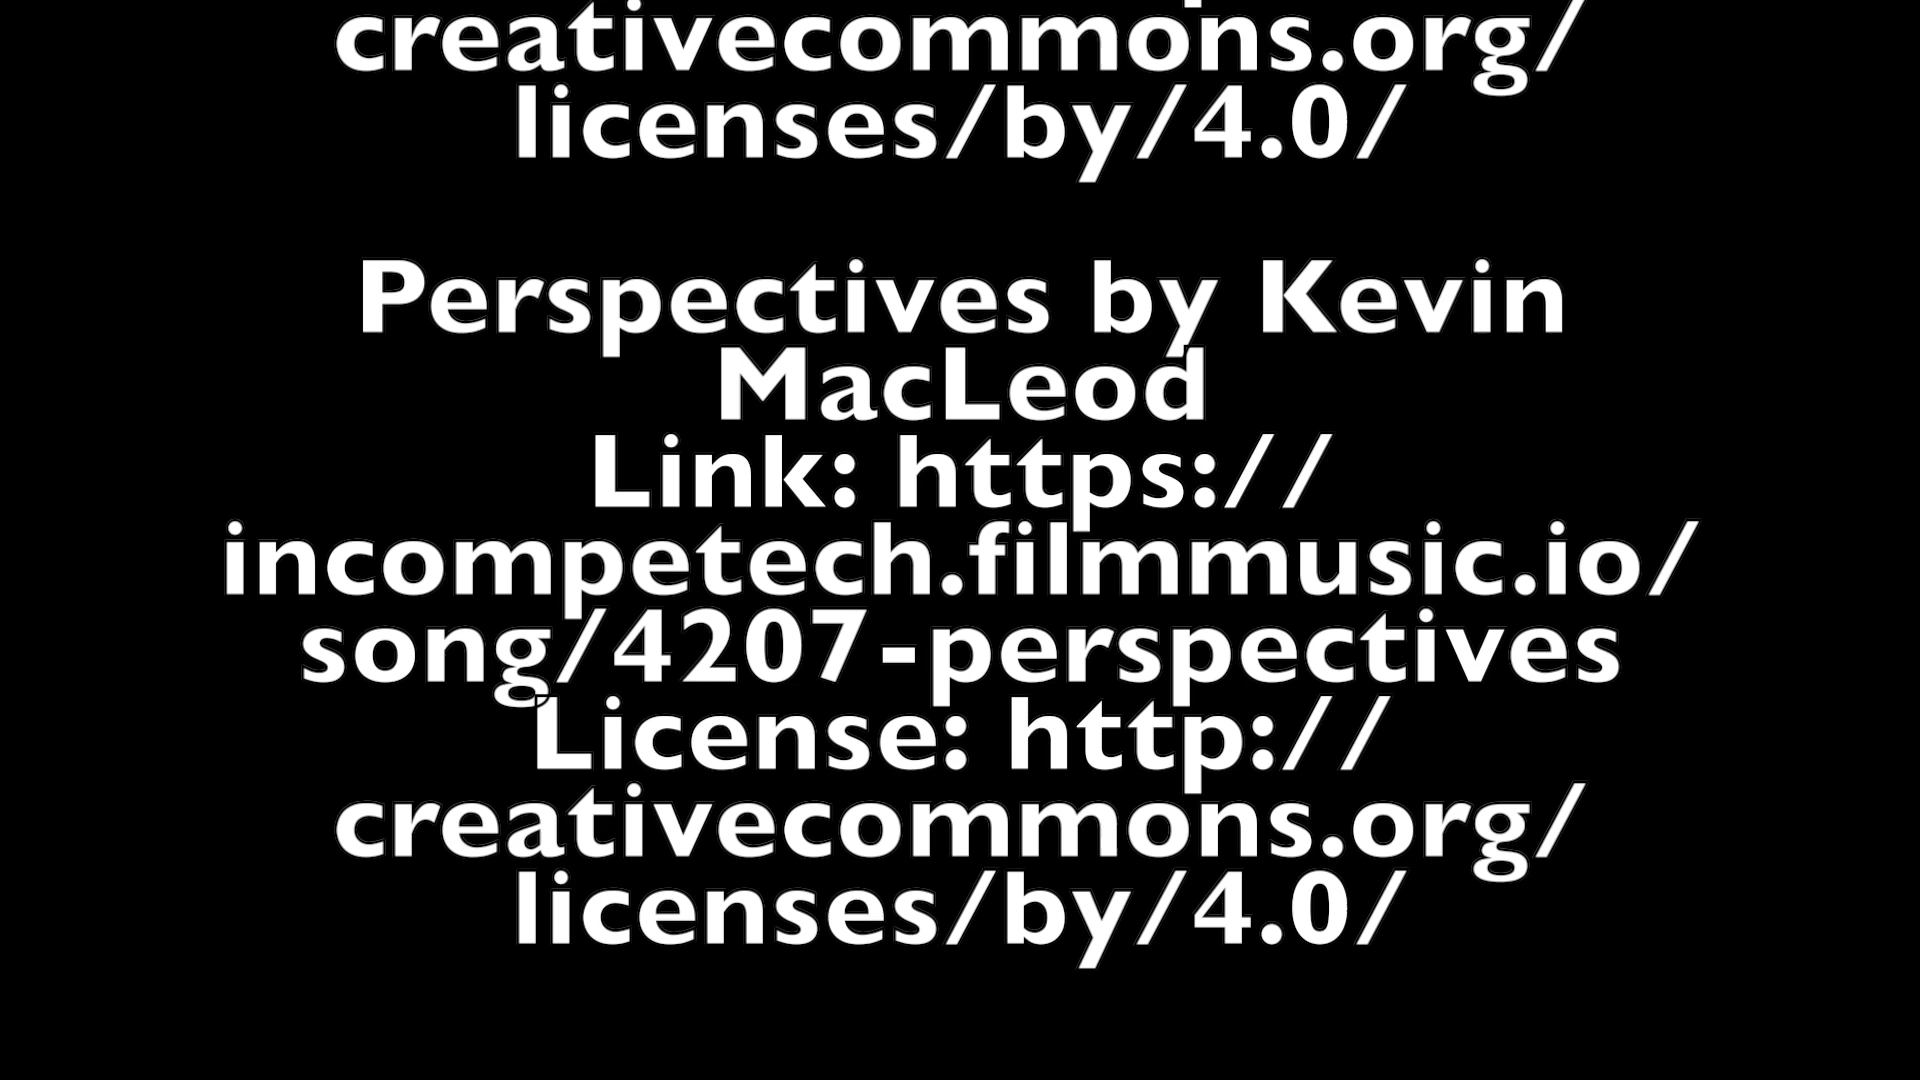 creativecommons.org/
licenses/by/4.0/
Perspectives by Kevin
MacLeod
Link: https://
incompetech.filmmusic.io/
song/4207-perspectives
License: http://
creativecommons.org/
licenses/by/4.0/